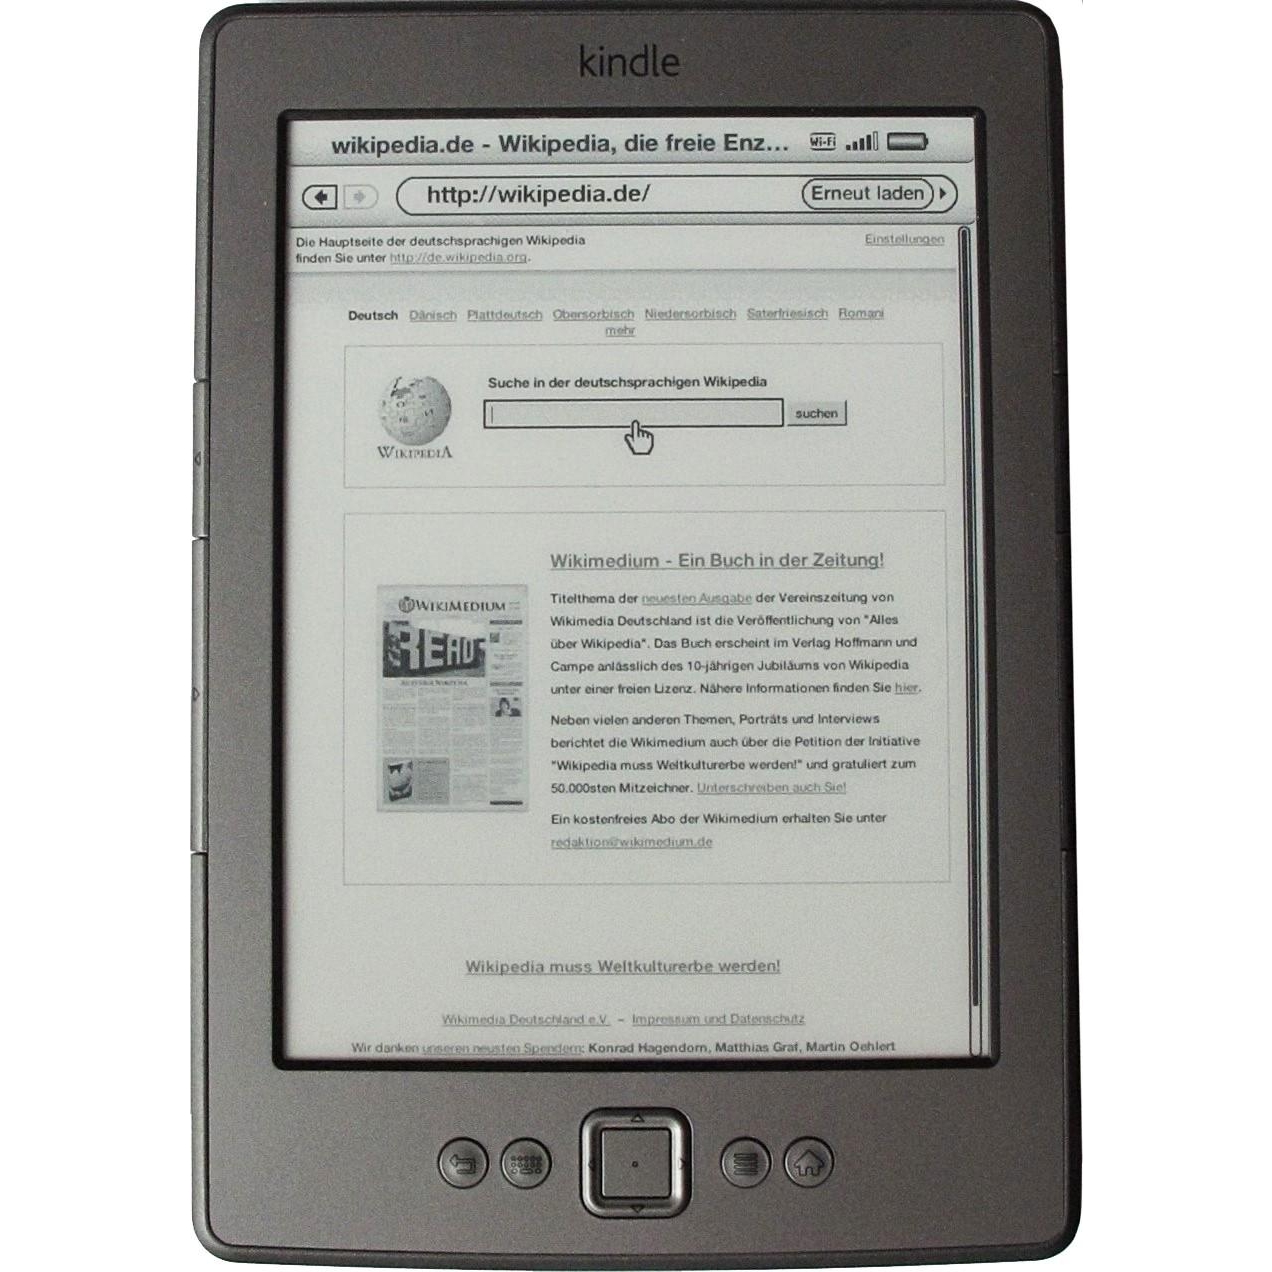 kindle
wikipedia.de - Wikipedia, die freie Enz...
Wi-Fi
http://wikipedia.de/
Erneut laden
Die Hauptseite der deutschsprachigen Wikipedia
Einstellungen
finden Sie unter http://de.wikipedia.org.
Deutsch Dänisch Plattdeutsch Obersorbisch Niedersorbisch Saterfriesisch Romani
mehr
Suche in der deutschsprachigen Wikipedia
suchen
WIKIPEDIA
Wikimedium - Ein Buch in der Zeitung!
WIKIMEDIUM
READ
Titelthema der neuesten Ausgabe der Vereinszeitung von
Wikimedia Deutschland ist die Veröffentlichung von "Alles
über Wikipedia". Das Buch erscheint im Verlag Hoffmann und
Campe anlässlich des 10-jährigen Jubiläums von Wikipedia
unter einer freien Lizenz. Nähere Informationen finden Sie hier.
Neben vielen anderen Themen, Porträts und Interviews
berichtet die Wikimedium auch über die Petition der Initiative
"Wikipedia muss Weltkulturerbe werden!" und gratuliert zum
50.000sten Mitzeichner. Unterschreiben auch Sie!
Ein kostenfreies Abo der Wikimedium erhalten Sie unter
redaktion@wikimedium.de
Wikipedia muss Weltkulturerbe werden!
Wikimedia Deutschland e.V. – Impressum und Datenschutz
Wir danken unseren neusten Spendern: Konrad Hagendorn, Matthias Graf, Martin Oehlert